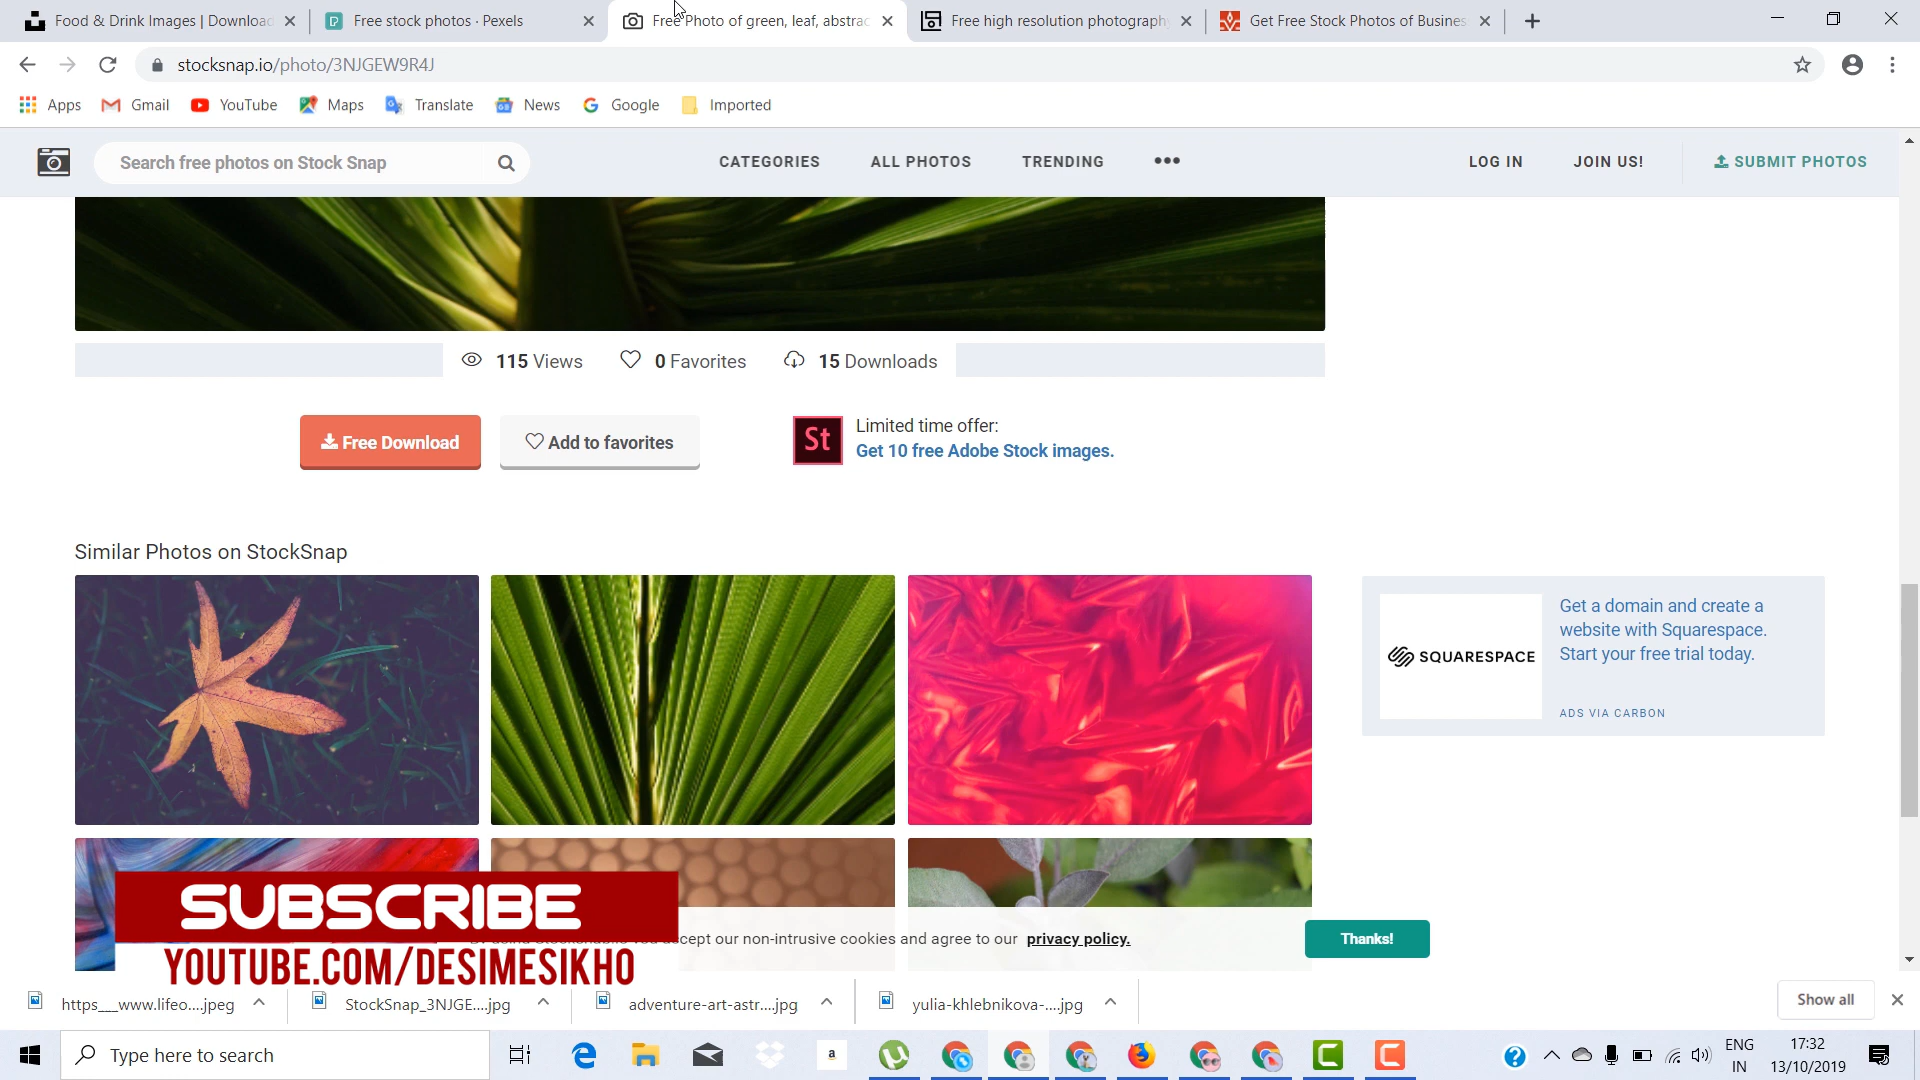 Food & Drink Images | Download
Free stock photos · Pexels
Free Photo of green, leaf, abstrac
Free high resolution photography
Get Free Stock Photos of Busines
stocksnap.io/photo/3NJGEW9R4J
Apps
Gmail
YouTube
Maps
Translate
News
Google
Imported
Search free photos on Stock Snap
CATEGORIES
ALL PHOTOS
TRENDING
•••
LOG IN
JOIN US!
SUBMIT PHOTOS
115 Views
0 Favorites
15 Downloads
Free Download
Add to favorites
St
Limited time offer:
Get 10 free Adobe Stock images.
Similar Photos on StockSnap
SQUARESPACE
Get a domain and create a
website with Squarespace.
Start your free trial today.
ADS VIA CARBON
SUBSCRIBE
YOUTUBE.COM/DESIMESIKHO
accept our non-intrusive cookies and agree to our privacy policy.
Thanks!
https___www.lifeo....jpeg
StockSnap_3NJGE....jpg
adventure-art-astr....jpg
yulia-khlebnikova-....jpg
Show all
Type here to search
a
ENG
IN
17:32
13/10/2019